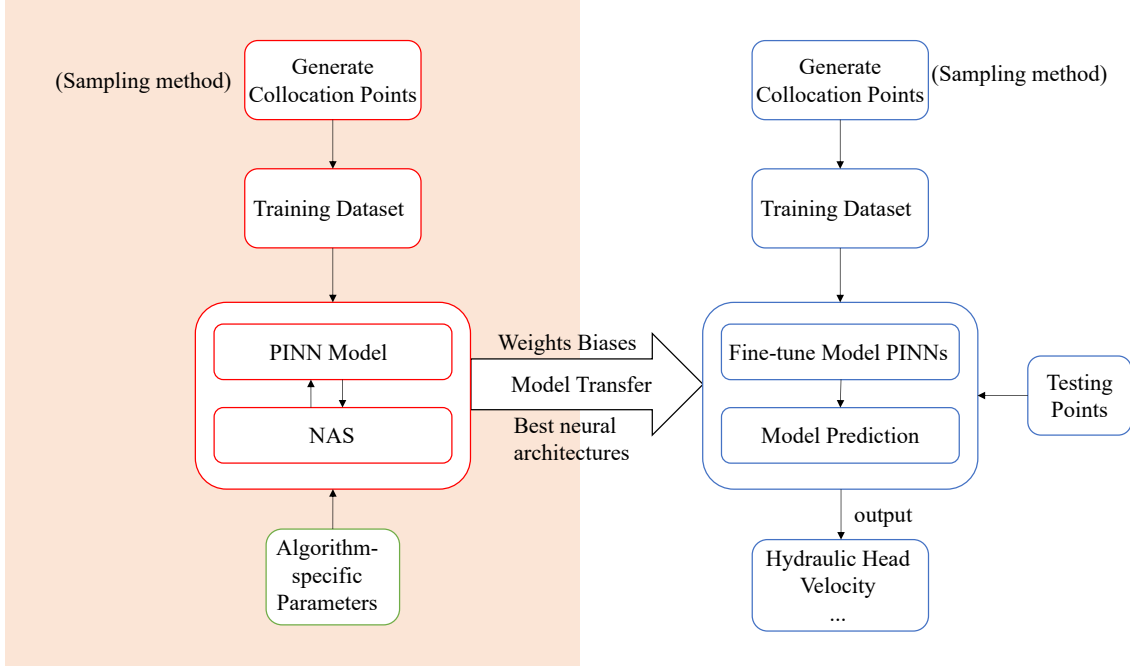 (Sampling method)
Generate
Collocation Points
Training Dataset
PINN Model
NAS
Algorithm-
specific
Parameters
Weights Biases
Model Transfer
Best neural
architectures
Generate
Collocation Points
(Sampling method)
Training Dataset
Fine-tune Model PINNs
Model Prediction
Testing
Points
output
Hydraulic Head
Velocity
...